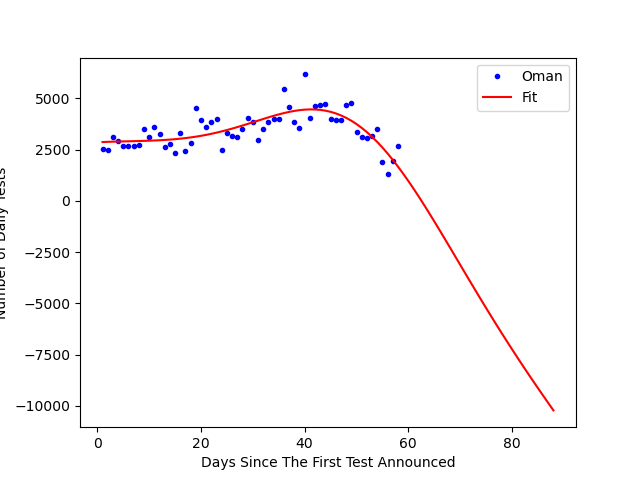 Oman
Fit
5000
2500
0
−2500
−5000
−7500
−10000
Number of Daily Tests
0 20 40 60 80
Days Since The First Test Announced